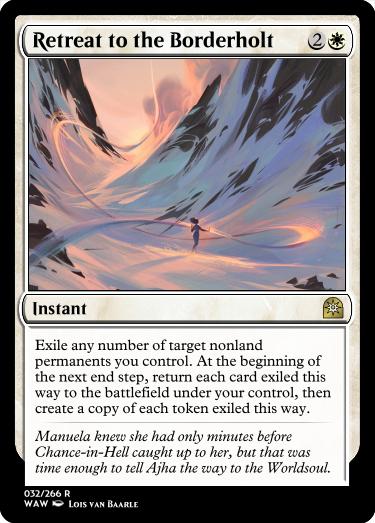 Retreat to the Borderholt 2
Instant
Exile any number of target nonland
permanents you control. At the beginning of
the next end step, return each card exiled this
way to the battlefield under your control, then
create a copy of each token exiled this way.
Manuela knew she had only minutes before
Chance-in-Hell caught up to her, but that was
time enough to tell Ajha the way to the Worldsoul.
032/266 R
WAW Lois van Baarle